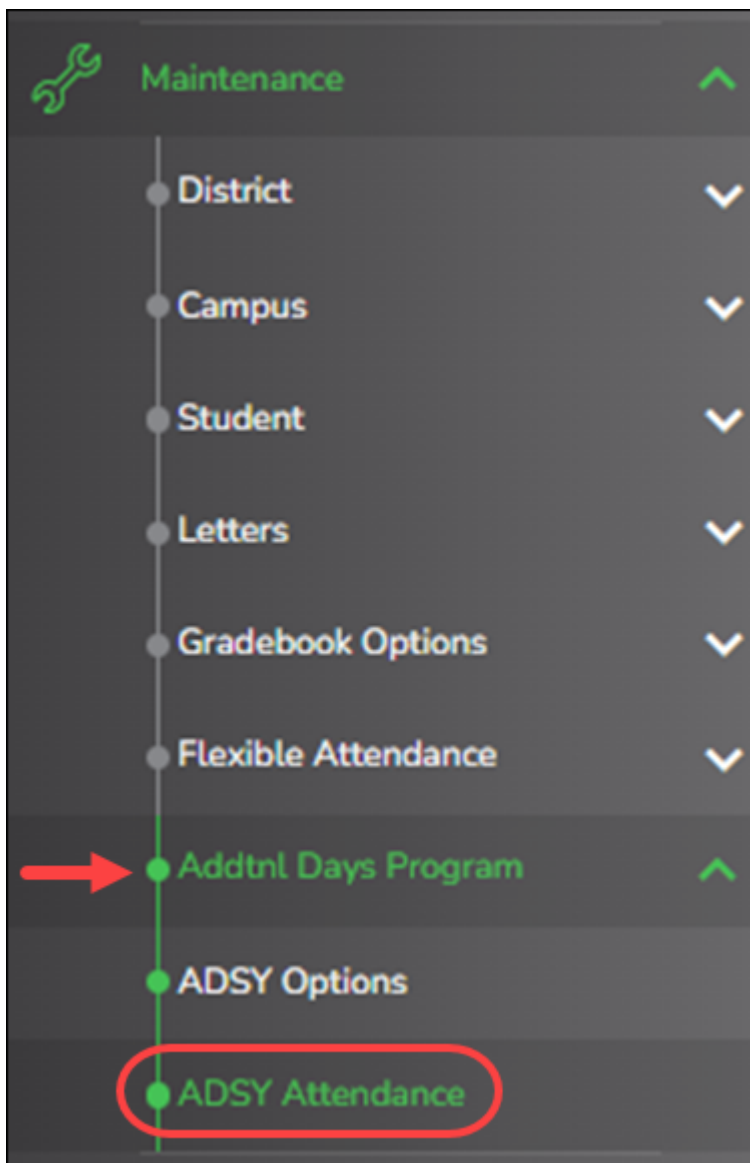 Maintenance
District
Campus
Student
Letters
Gradebook Options
Flexible Attendance
Addtnl Days Program
ADSY Options
ADSY Attendance